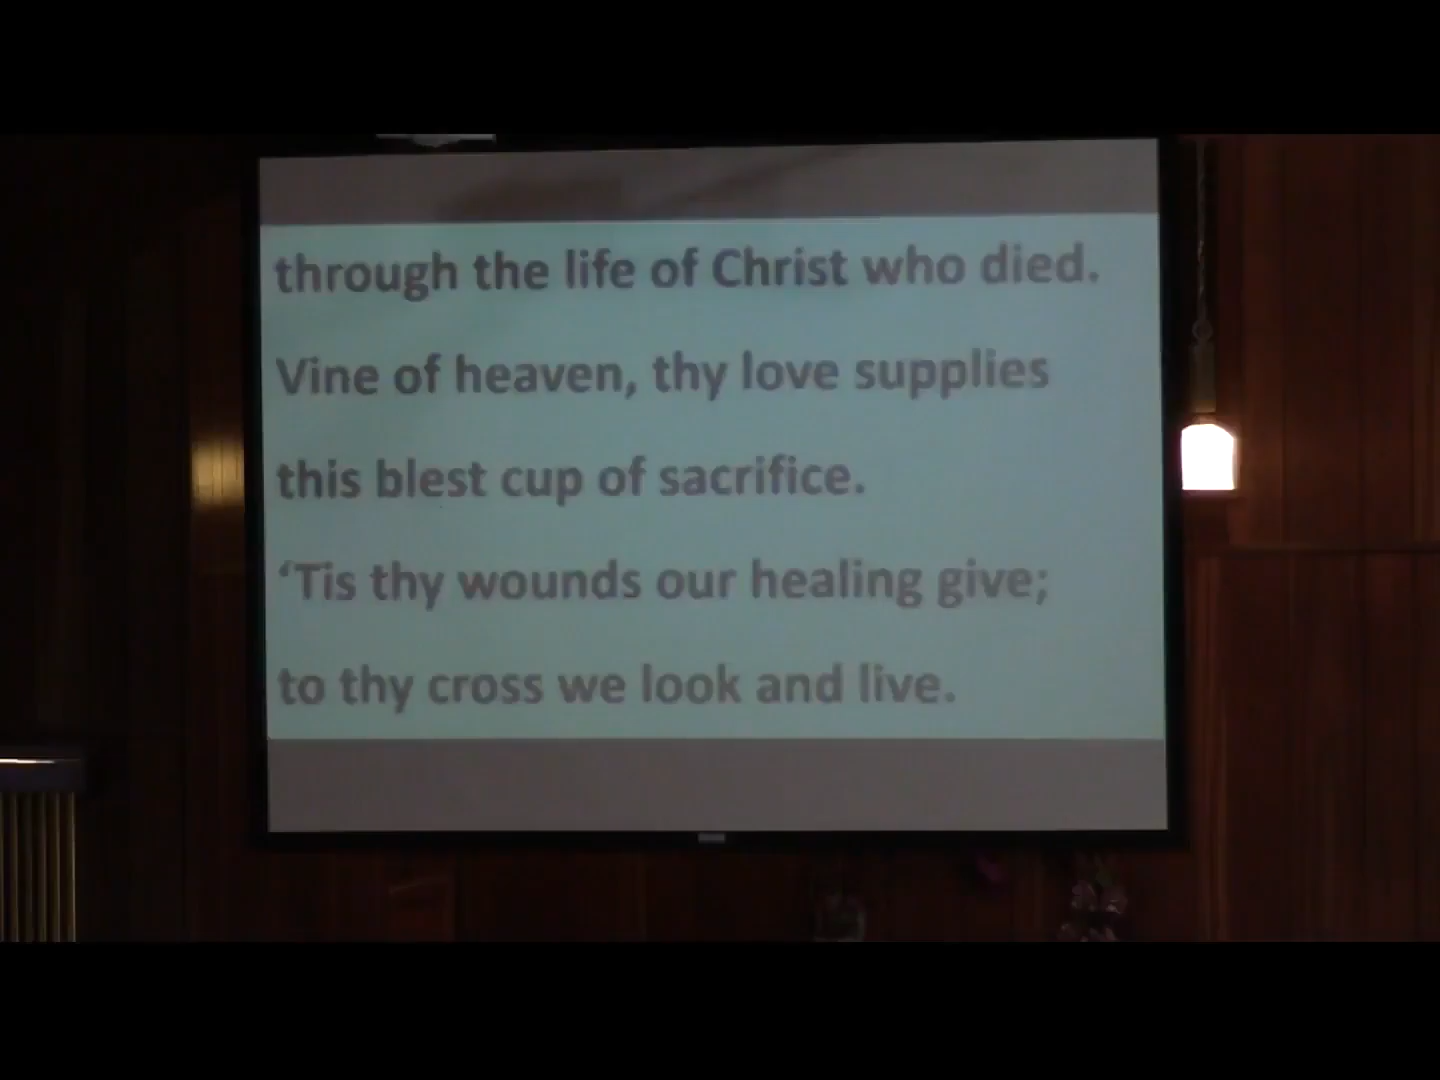 through the life of Christ who died.
Vine of heaven, thy love supplies
this blest cup of sacrifice.
‘Tis thy wounds our healing give;
to thy cross we look and live.